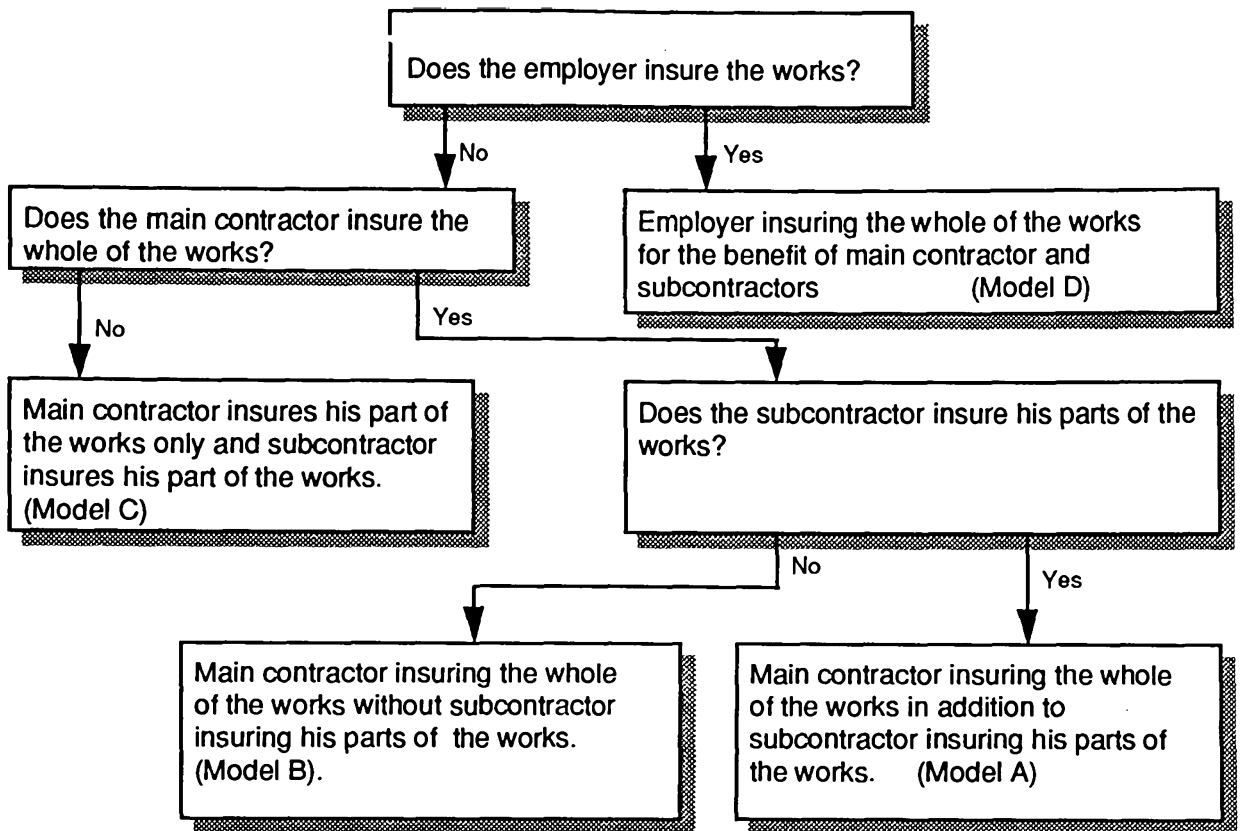 Does the employer insure the works?
No
Yes
Does the main contractor insure the
whole of the works?
Employer insuring the whole of the works
for the benefit of main contractor and
subcontractors (Model D)
No
Yes
Main contractor insures his part of
the works only and subcontractor
insures his part of the works.
(Model C)
Does the subcontractor insure his parts of the
works?
No
Yes
Main contractor insuring the whole
of the works without subcontractor
insuring his parts of the works.
(Model B).
Main contractor insuring the whole
of the works in addition to
subcontractor insuring his parts of
the works. (Model A)